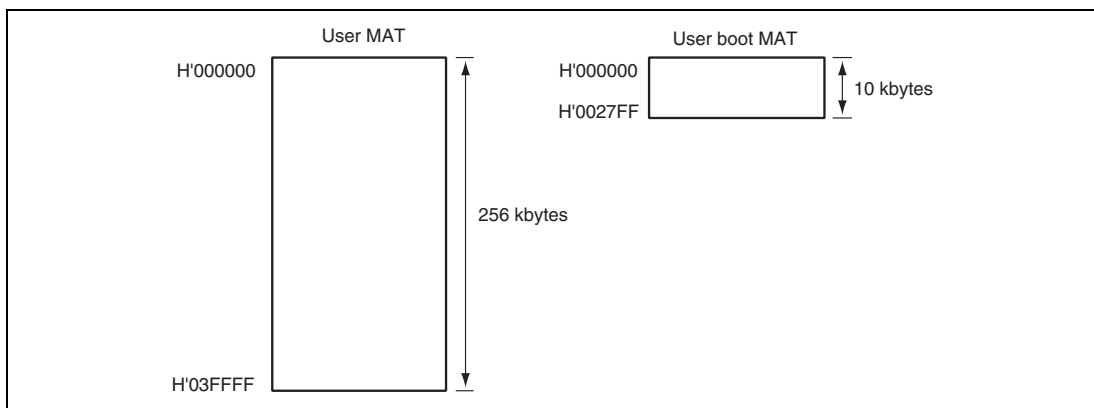 User MAT
H'000000
256 kbytes
H'03FFFF
User boot MAT
H'000000
10 kbytes
H'0027FF